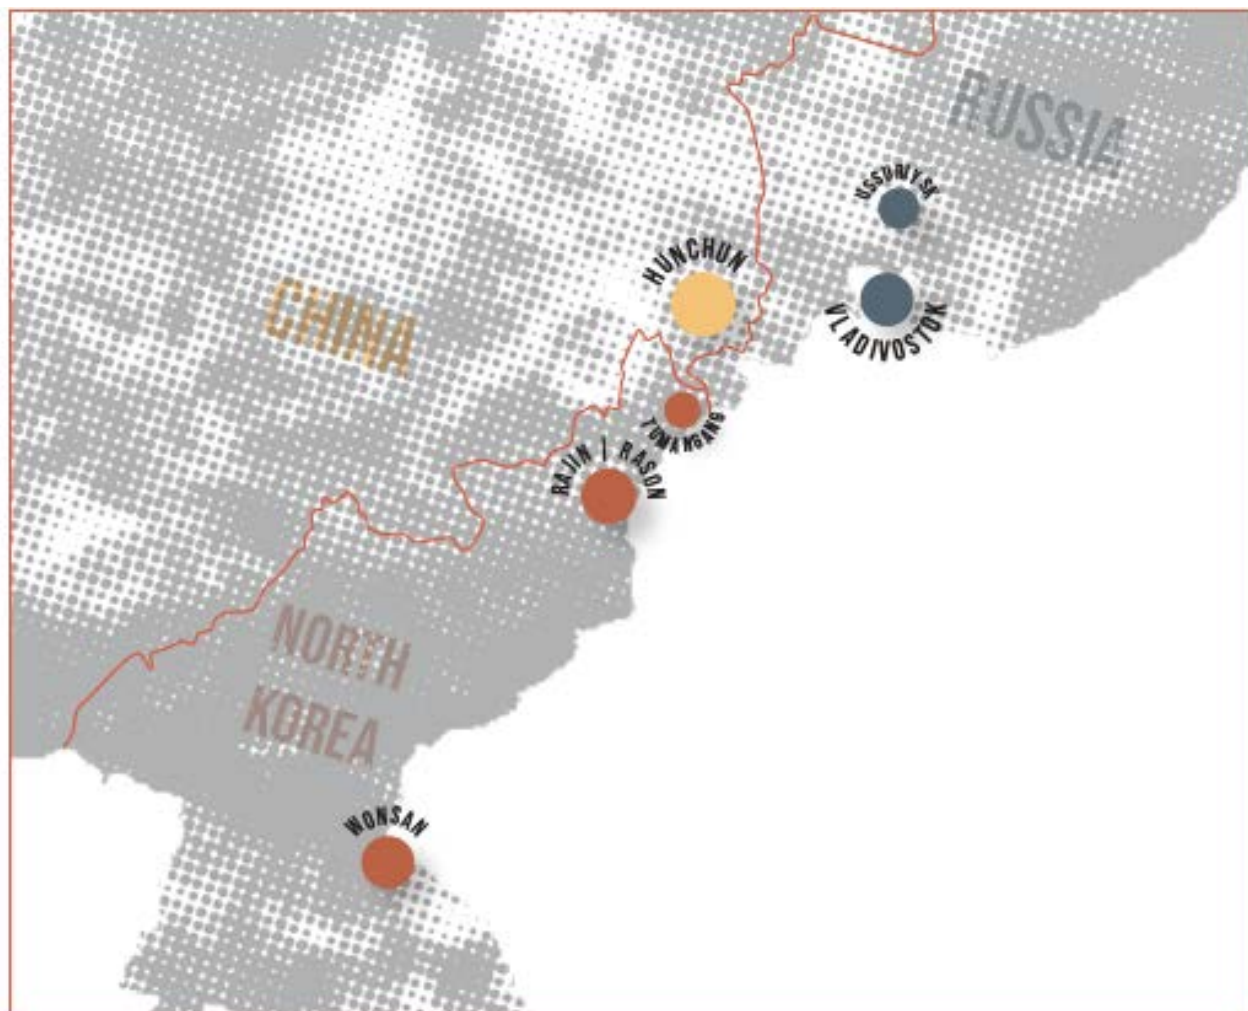 RUSSIA
USSURIYSK
HUNCHUN
CHINA
VLADIVOSTOK
TUMANGANG
RAJIN | RASON
NORTH
KOREA
WONSAN